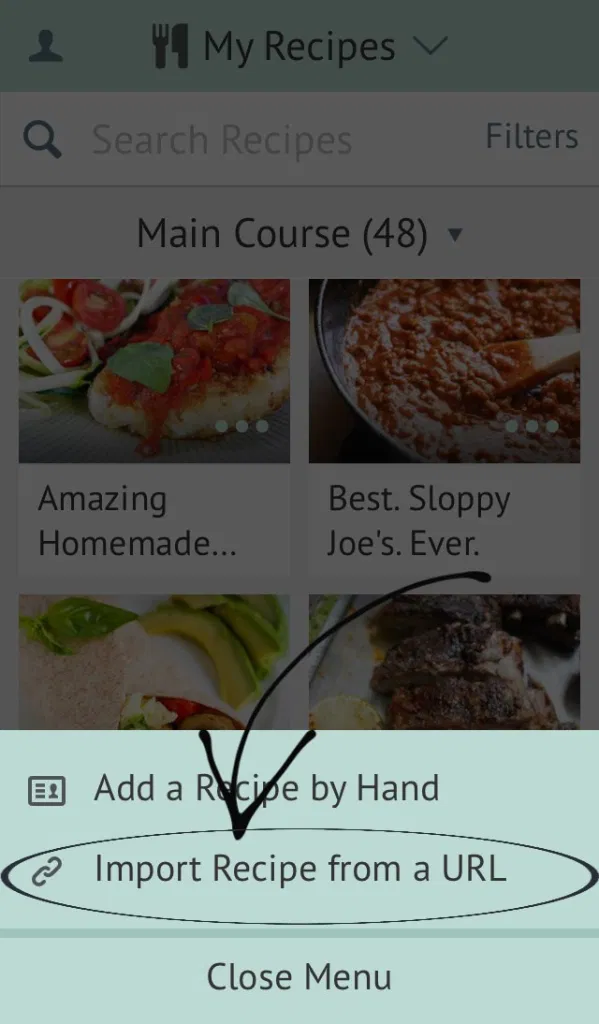 My Recipes
Search Recipes
Filters
Main Course (48)
Amazing
Homemade...
Best. Sloppy
Joe's. Ever.
Add a Recipe by Hand
Import Recipe from a URL
Close Menu